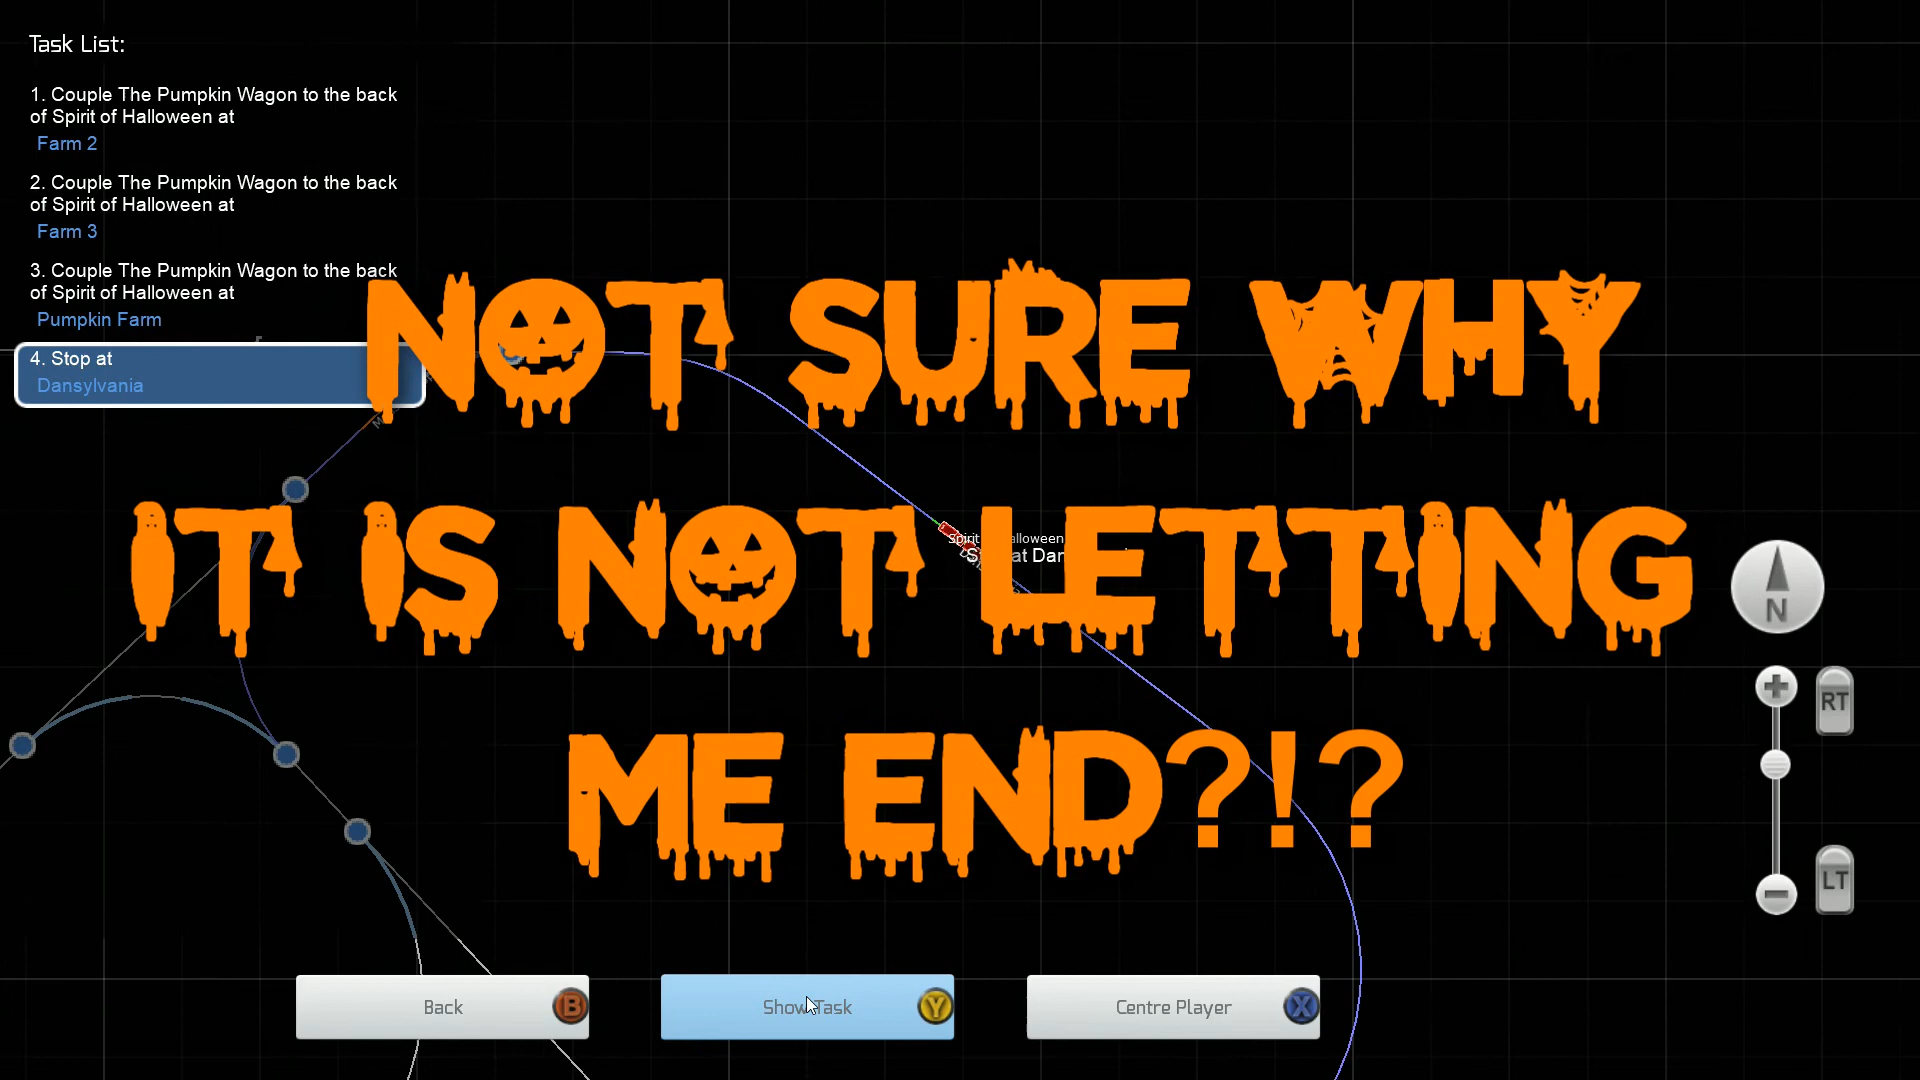 Task List:
1. Couple The Pumpkin Wagon to the back
of Spirit of Halloween at
Farm 2
2. Couple The Pumpkin Wagon to the back
of Spirit of Halloween at
Farm 3
3. Couple The Pumpkin Wagon to the back
of Spirit of Halloween at
Pumpkin Farm
4. Stop at
Dansylvania
NOT SURE WHY
IT IS NOT LETTING
ME END?!?
Spirit
at
N
RT
LT
Back B
Show Task Y
Centre Player X